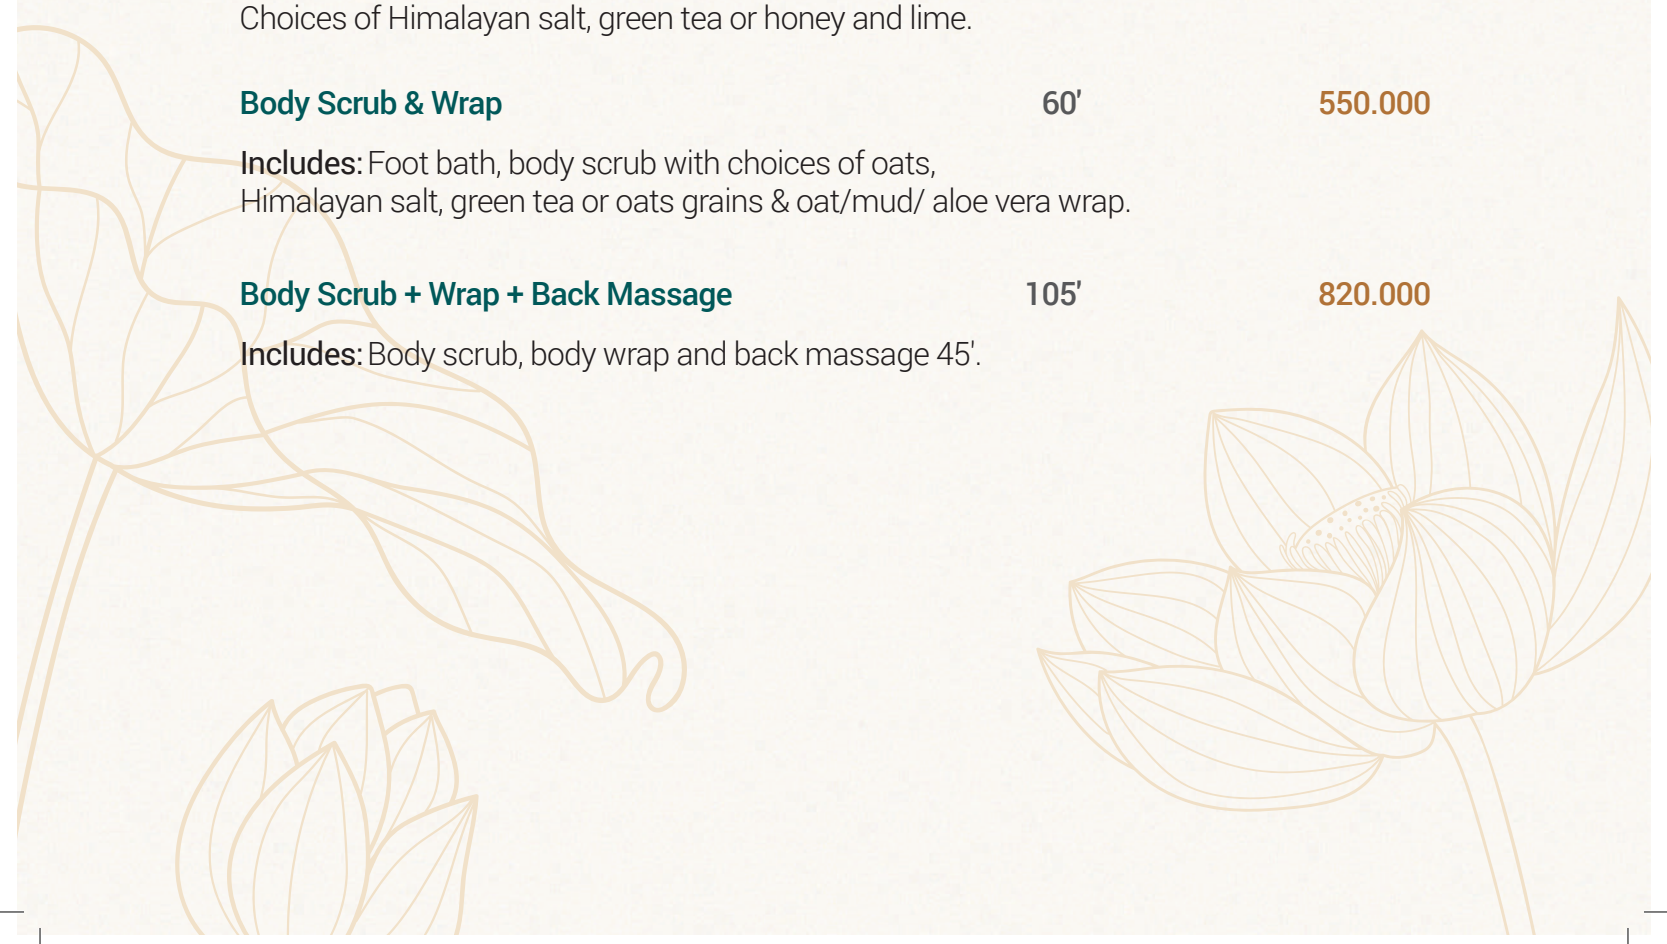 Choices of Himalayan salt, green tea or honey and lime.
Body Scrub & Wrap 60' 550.000
Includes: Foot bath, body scrub with choices of oats,
Himalayan salt, green tea or oats grains & oat/mud/ aloe vera wrap.
Body Scrub + Wrap + Back Massage 105' 820.000
Includes: Body scrub, body wrap and back massage 45'.